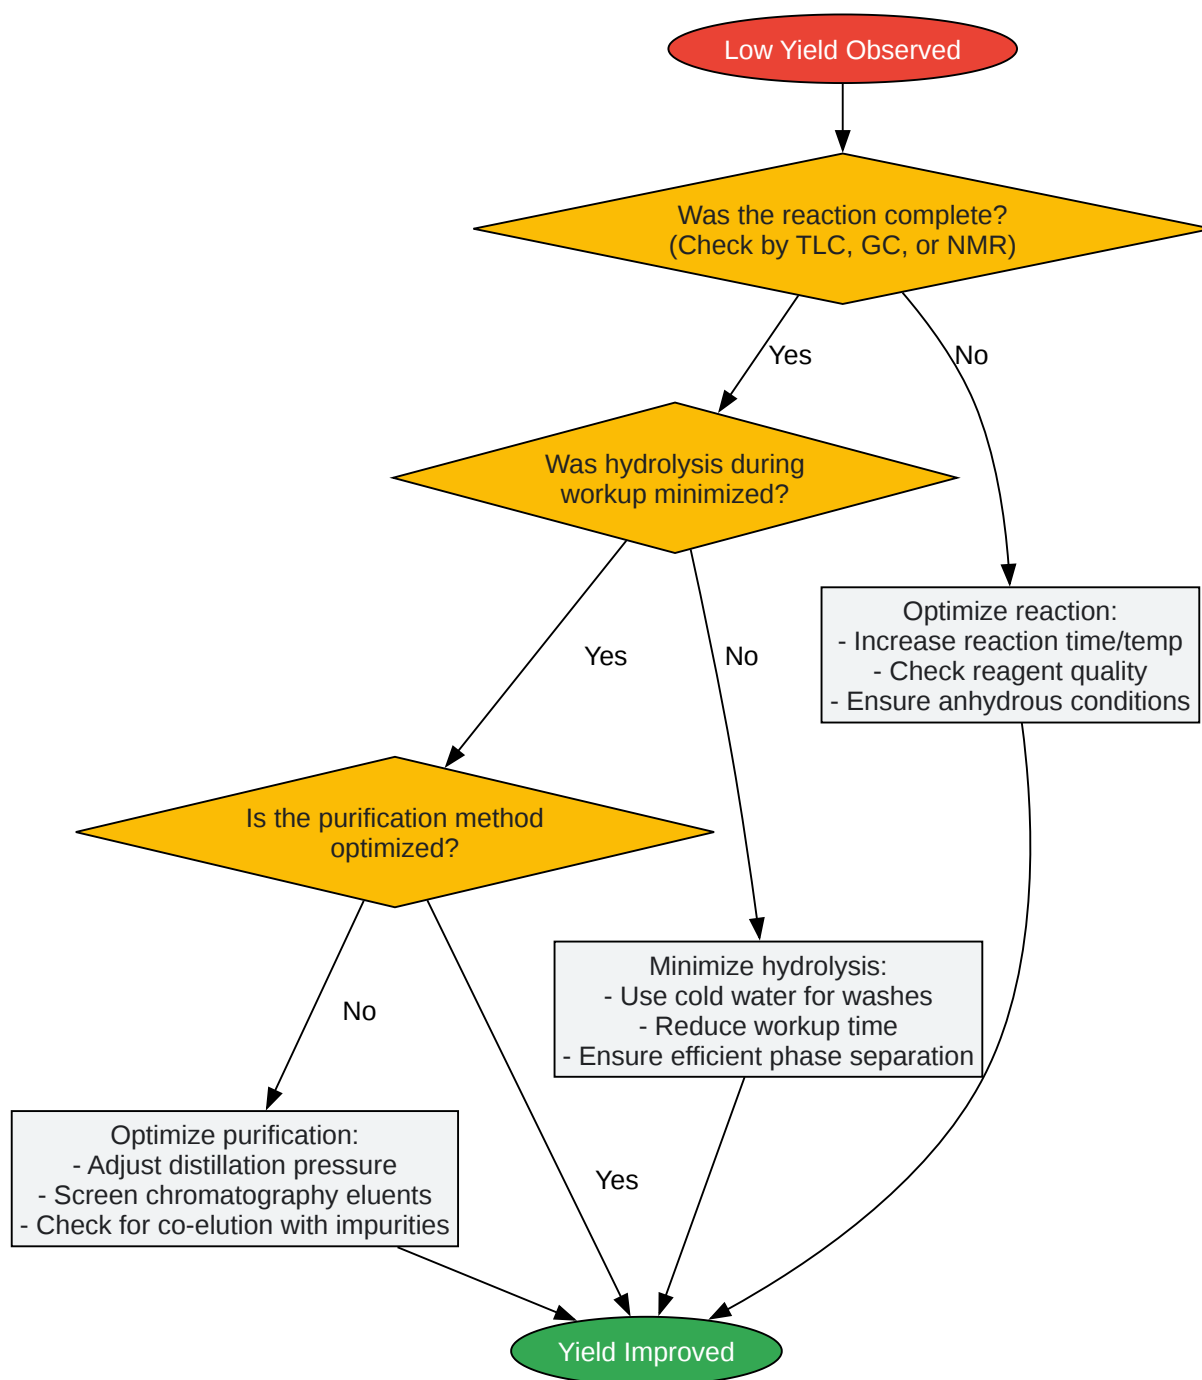 Low Yield Observed
Was the reaction complete?
(Check by TLC, GC, or NMR)
Yes
No
Was hydrolysis during
workup minimized?
Yes
No
Optimize reaction:
- Increase reaction time/temp
- Check reagent quality
- Ensure anhydrous conditions
Is the purification method
optimized?
No
Yes
Minimize hydrolysis:
- Use cold water for washes
- Reduce workup time
- Ensure efficient phase separation
Optimize purification:
- Adjust distillation pressure
- Screen chromatography eluents
- Check for co-elution with impurities
Yield Improved